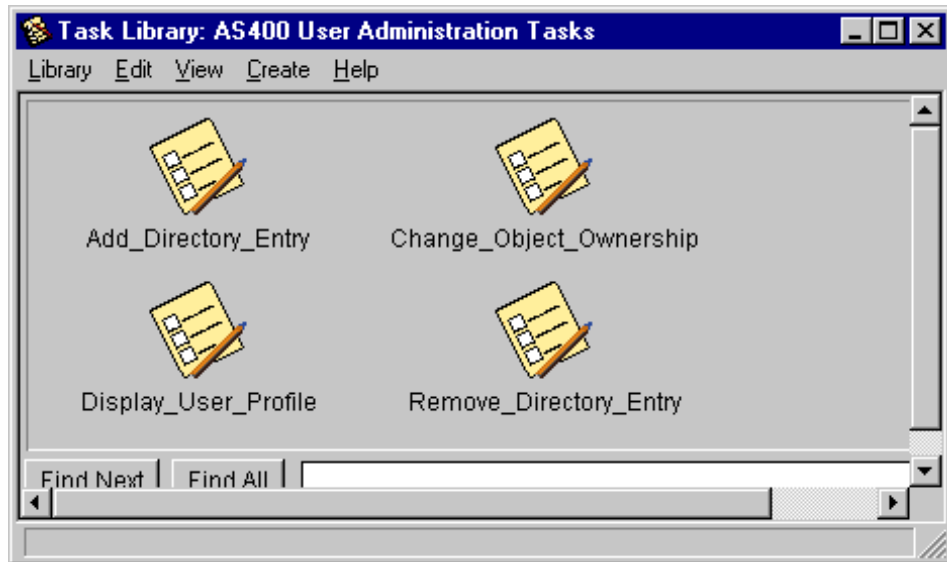 Task Library: AS400 User Administration Tasks
Library Edit View Create Help
Add_Directory_Entry Change_Object_Ownership
Display_User_Profile Remove_Directory_Entry
Find Next Find All